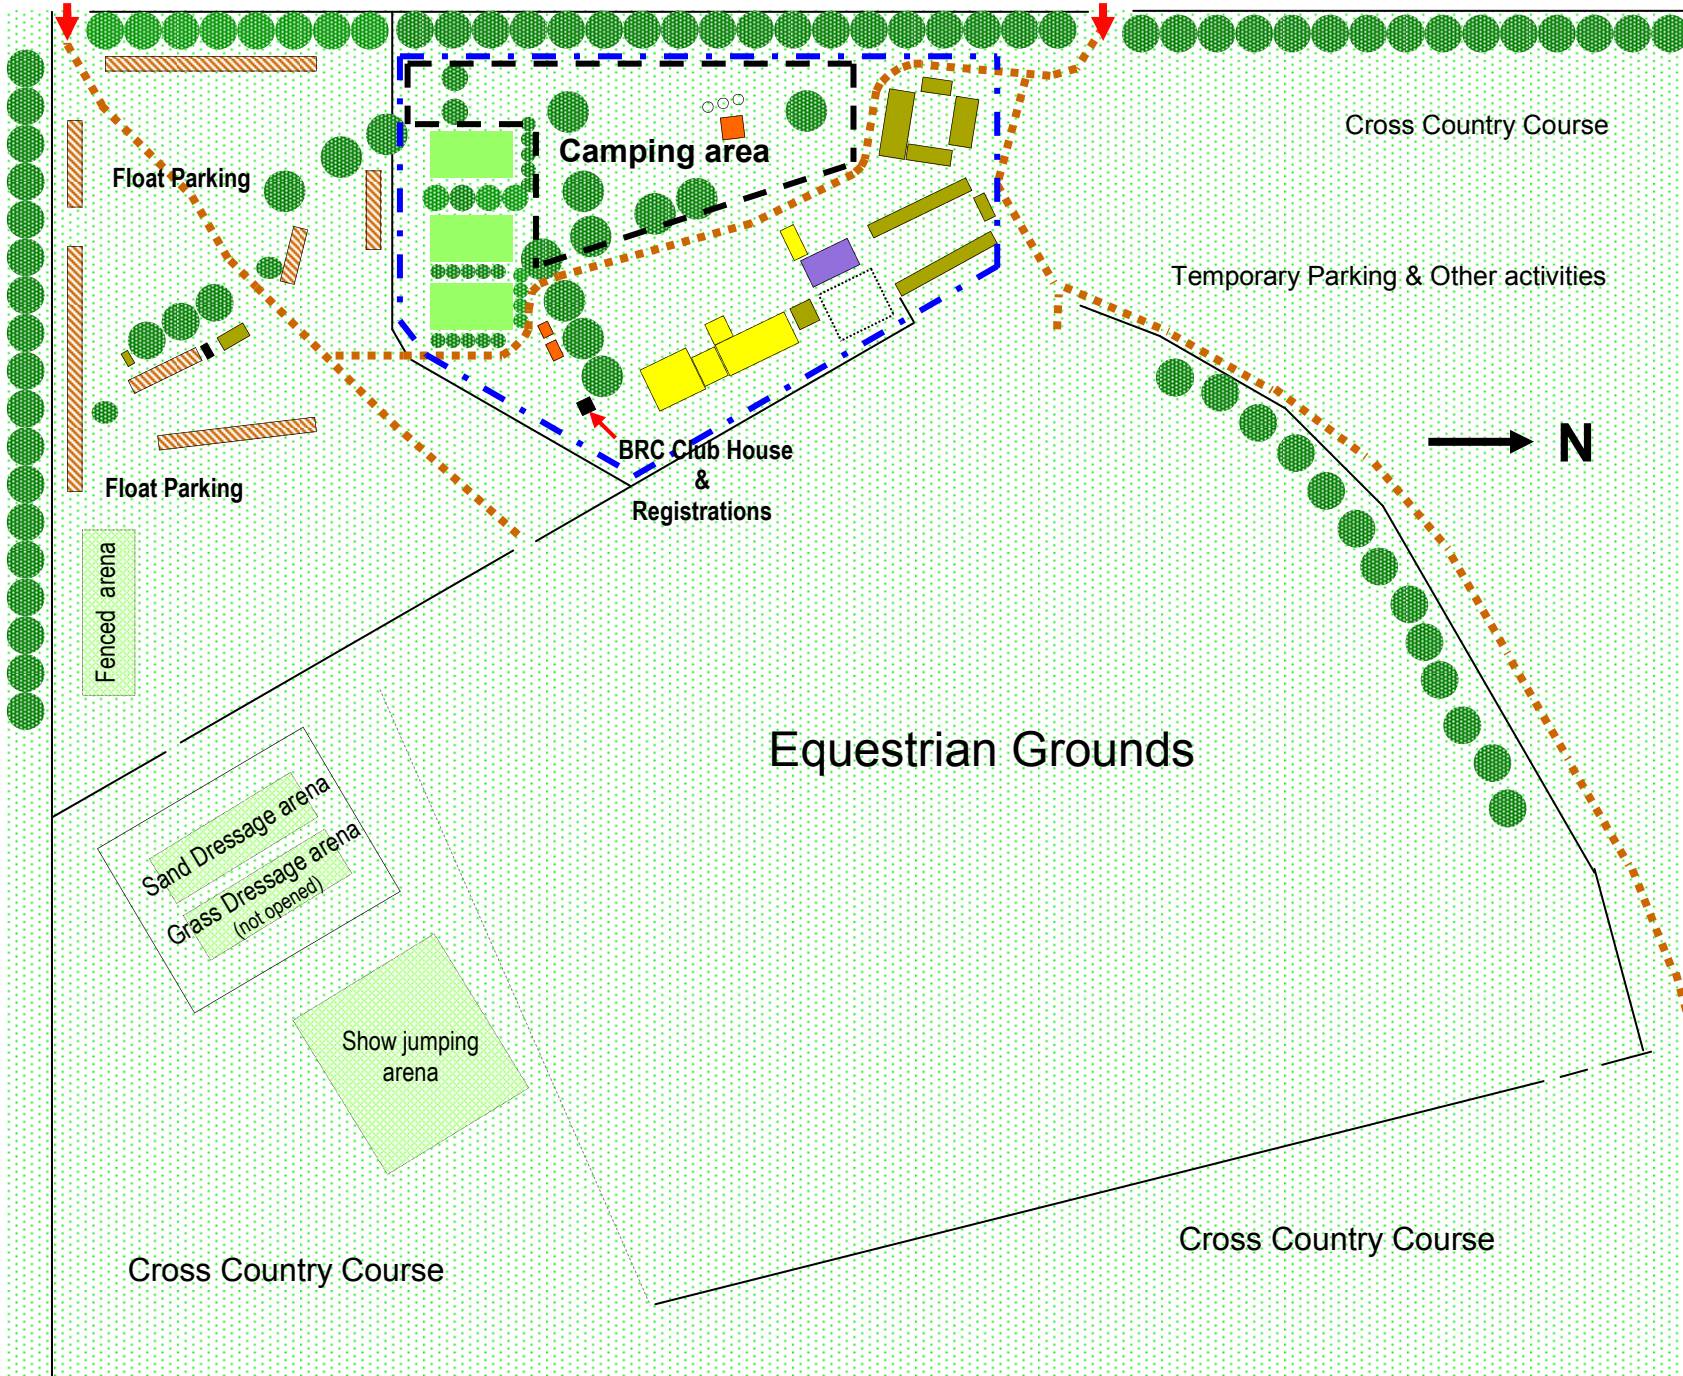 Cross Country Course
Camping area
Float Parking
Temporary Parking & Other activities
N
BRC Club House
&
Registrations
Float Parking
Fenced arena
Equestrian Grounds
Sand Dressage arena
Grass Dressage arena
(not opened)
Show jumping
arena
Cross Country Course
Cross Country Course